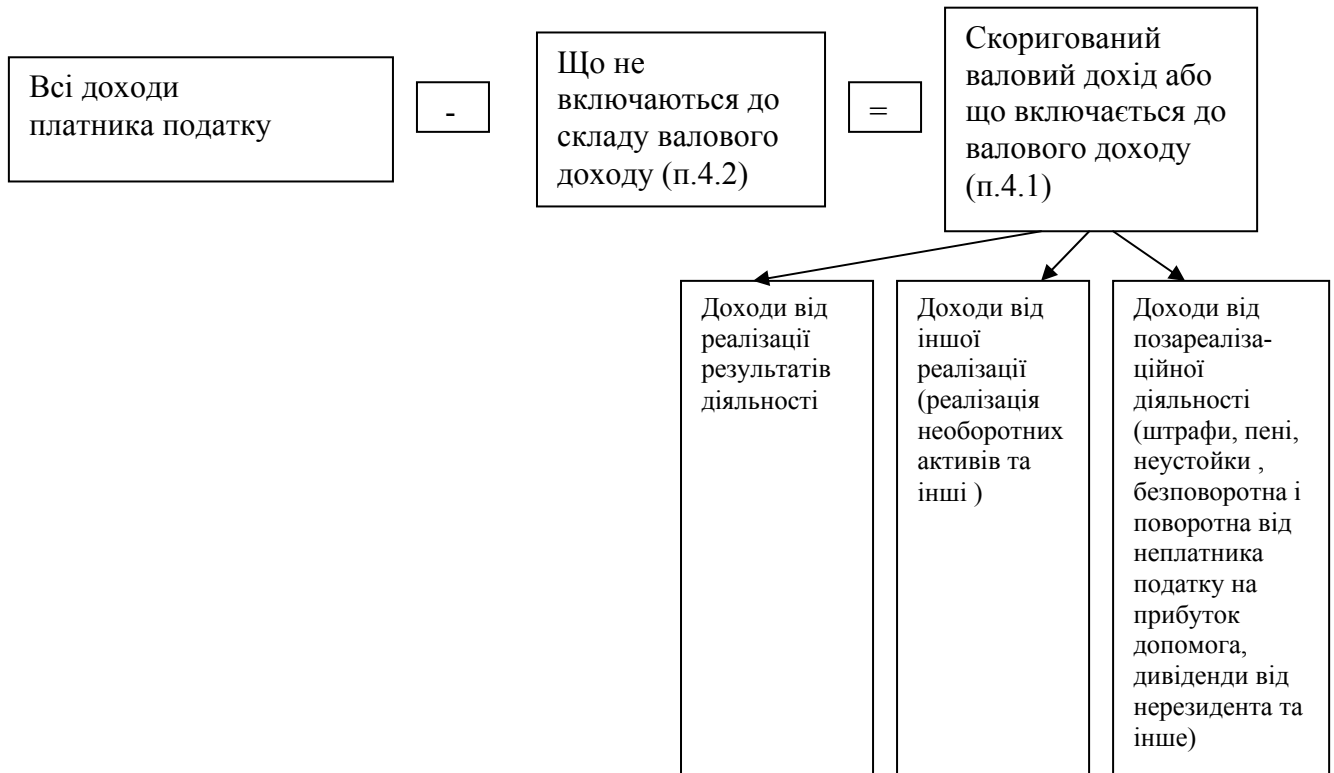 Всі доходи
платника податку
-
Що не
включаються до
складу валового
доходу (п.4.2)
=
Скоригований
валовий дохід або
що включається до
валового доходу
(п.4.1)
Доходи від
реалізації
результатів
діяльності
Доходи від
іншої
реалізації
(реалізація
необоротних
активів та
інші )
Доходи від
позареаліза-
ційної
діяльності
(штрафи, пені,
неустойки ,
безповоротна і
поворотна від
неплатника
податку на
прибуток
допомога,
дивіденди від
нерезидента та
інше)